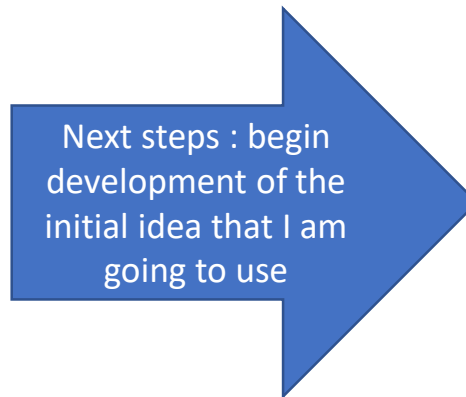 Next steps : begin
development of the
initial idea that I am
going to use